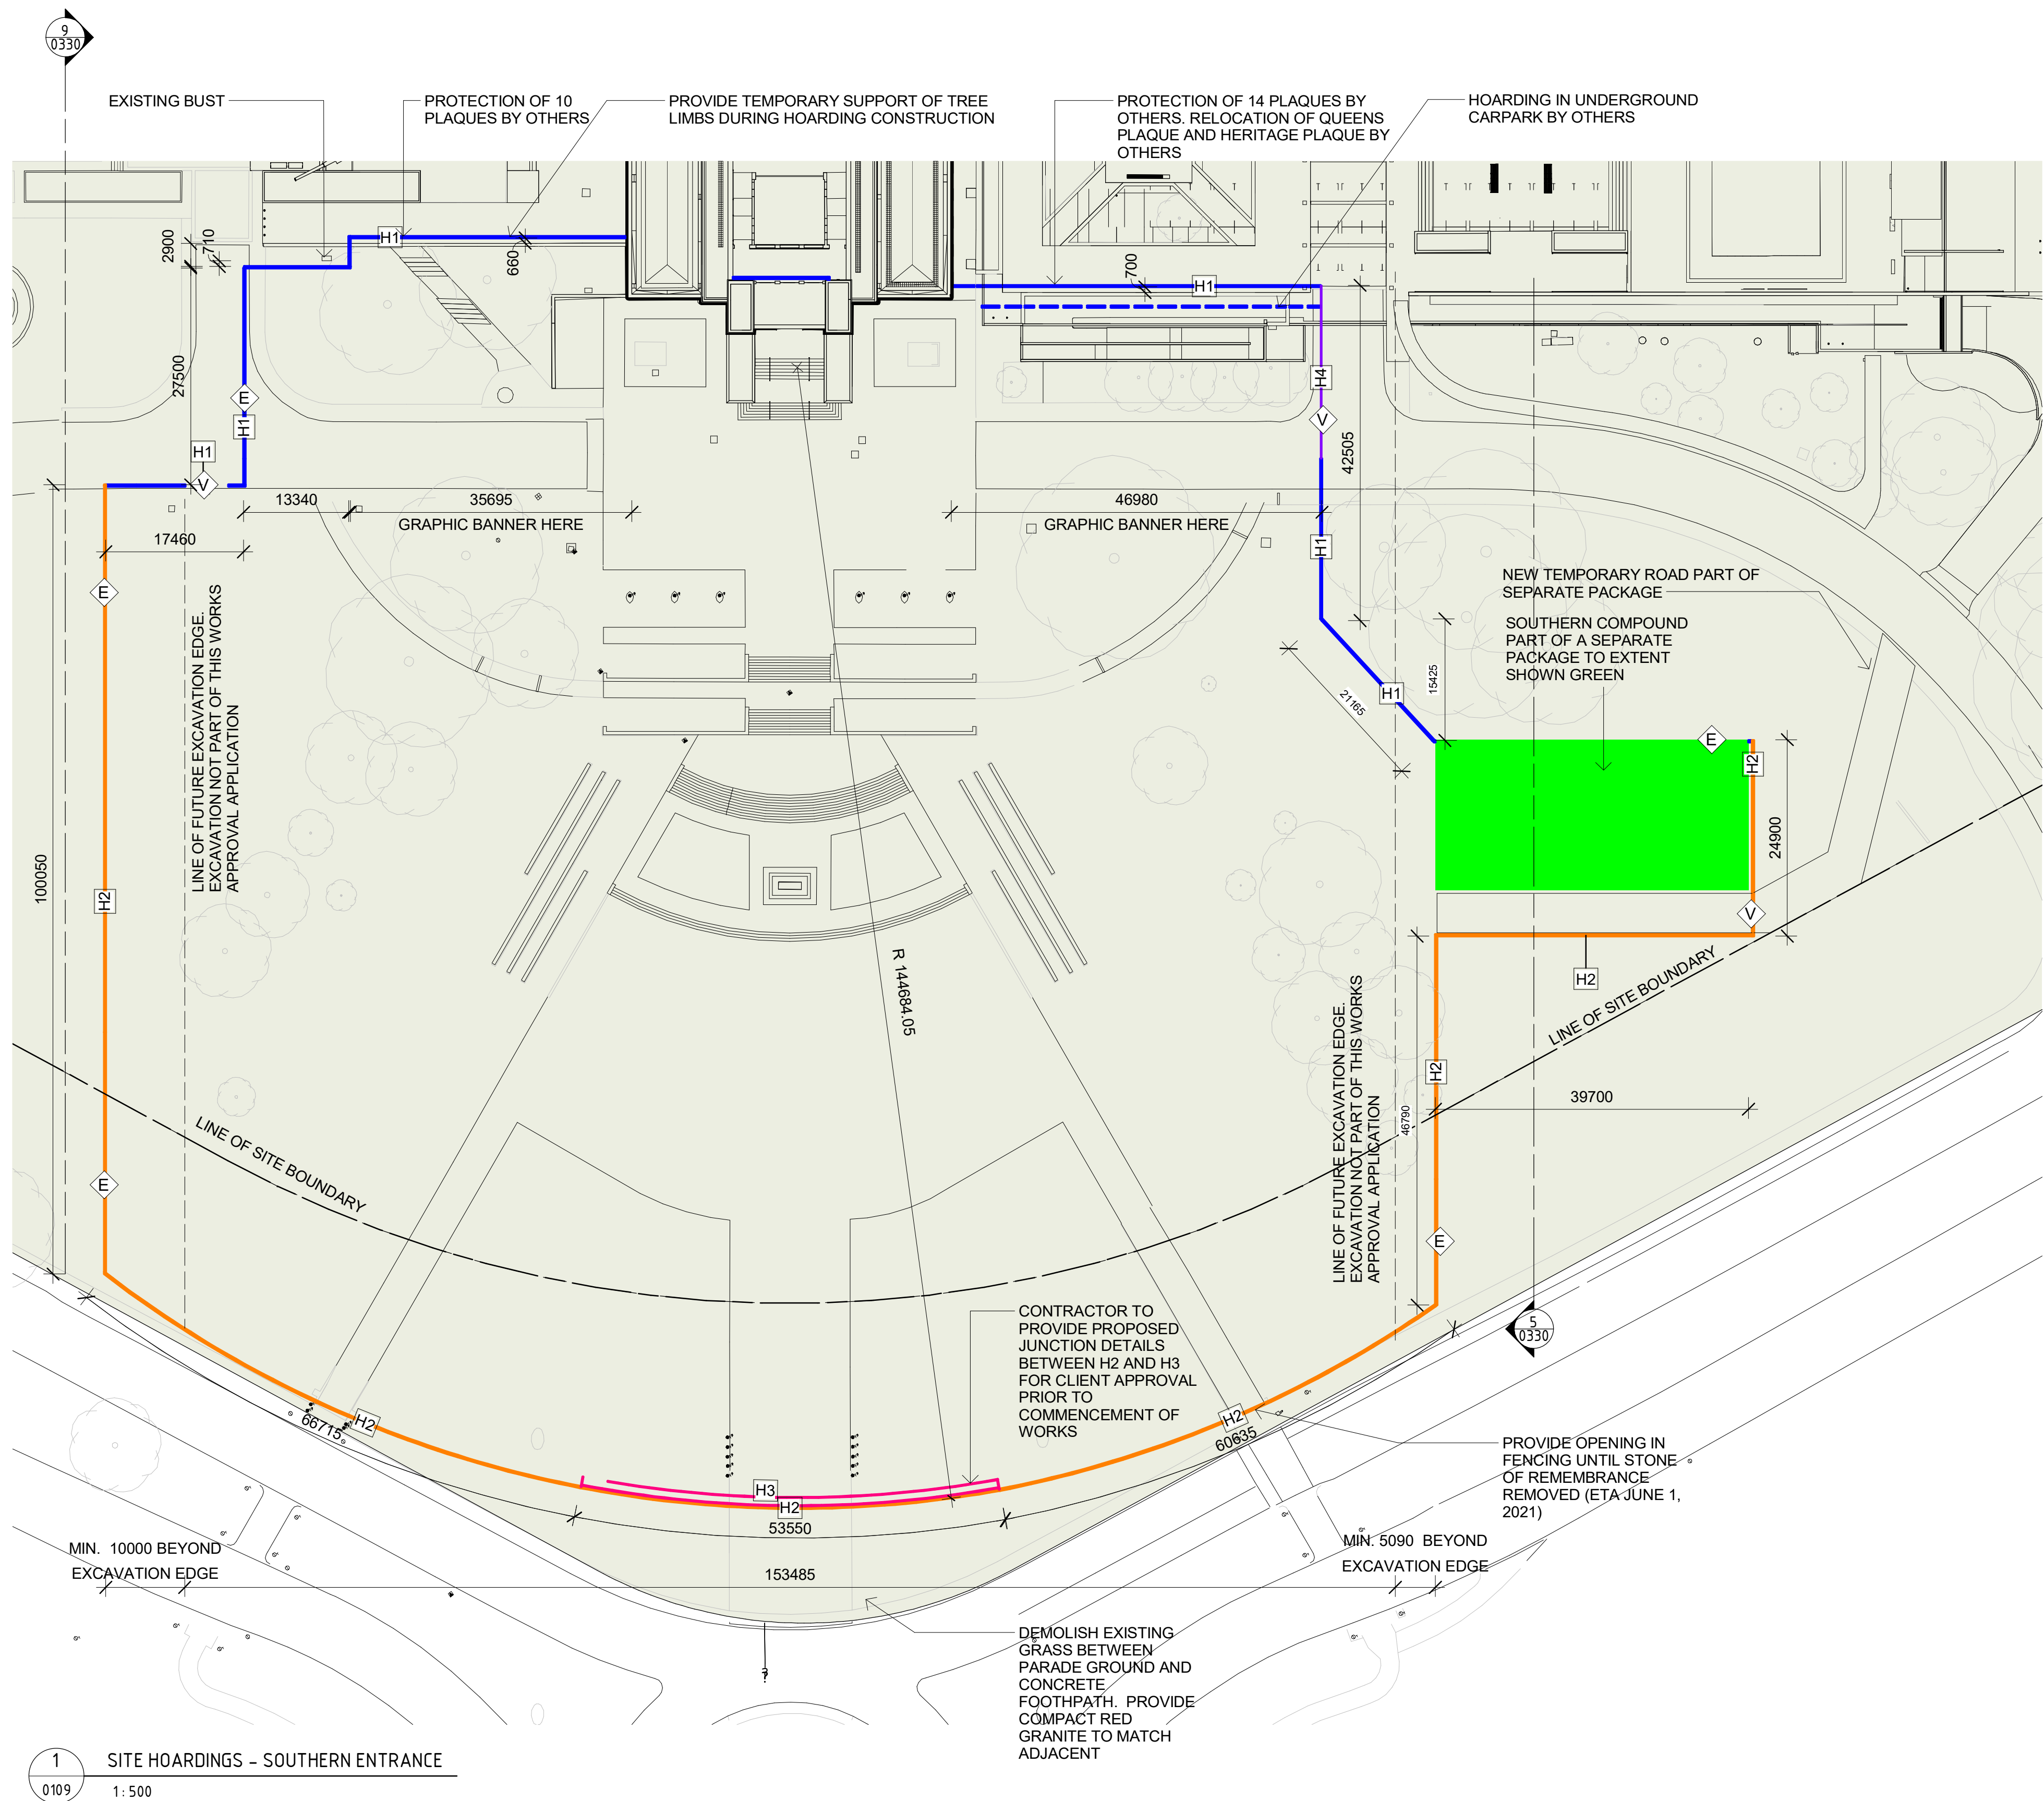 9
0330
EXISTING BUST
PROTECTION OF 10
PLAQUES BY OTHERS
PROVIDE TEMPORARY SUPPORT OF TREE
LIMBS DURING HOARDING CONSTRUCTION
PROTECTION OF 14 PLAQUES BY
OTHERS. RELOCATION OF QUEENS
PLAQUE AND HERITAGE PLAQUE BY
OTHERS
HOARDING IN UNDERGROUND
CARPARK BY OTHERS
2900
710
H1
660
700
H1
27500
E
H1
H1
V
H4
V
42505
13340
35695
GRAPHIC BANNER HERE
46980
GRAPHIC BANNER HERE
17460
H1
E
NEW TEMPORARY ROAD PART OF
SEPARATE PACKAGE
SOUTHERN COMPOUND
PART OF A SEPARATE
PACKAGE TO EXTENT
SHOWN GREEN
LINE OF FUTURE EXCAVATION EDGE.
EXCAVATION NOT PART OF THIS WORKS
APPROVAL APPLICATION
15425
21165
H1
E
H2
24900
100050
H2
V
R 144684.05
H2
LINE OF SITE BOUNDARY
H2
LINE OF FUTURE EXCAVATION EDGE.
EXCAVATION NOT PART OF THIS WORKS
APPROVAL APPLICATION
46790
39700
LINE OF SITE BOUNDARY
E
E
CONTRACTOR TO
PROVIDE PROPOSED
JUNCTION DETAILS
BETWEEN H2 AND H3
FOR CLIENT APPROVAL
PRIOR TO
COMMENCEMENT OF
WORKS
5
0330
H2
66715
H2
60635
H3
H2
53550
PROVIDE OPENING IN
FENCING UNTIL STONE
OF REMEMBRANCE
REMOVED (ETA JUNE 1,
2021)
MIN. 10000 BEYOND
EXCAVATION EDGE
153485
MIN. 5090 BEYOND
EXCAVATION EDGE
DEMOLISH EXISTING
GRASS BETWEEN
PARADE GROUND AND
CONCRETE
FOOTHPATH. PROVIDE
COMPACT RED
GRANITE TO MATCH
ADJACENT
1
0109
SITE HOARDINGS - SOUTHERN ENTRANCE
1 : 500